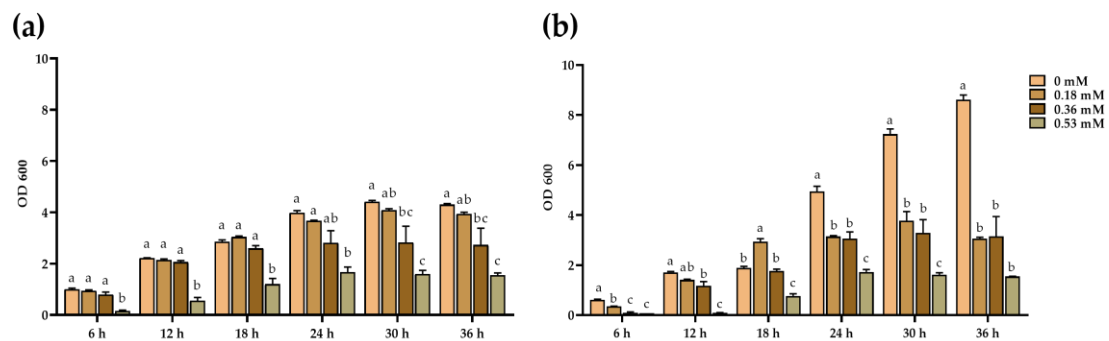 (a)
OD 600
10
8
6
4
2
0
a a a b
a a a b
a a a b
a a ab b
a ab bc c
a ab bc c
6 h 12 h 18 h 24 h 30 h 36 h
(b)
OD 600
10
8
6
4
2
0
a b c c
a ab b c
b a b c
a b b c
a b b c
a b b b
6 h 12 h 18 h 24 h 30 h 36 h
0 mM
0.18 mM
0.36 mM
0.53 mM